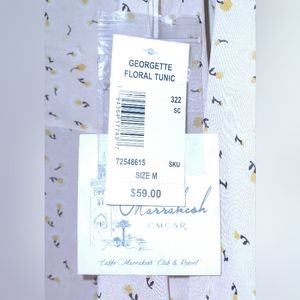 GEORGETTE
FLORAL TUNIC
322
SC
72548615 SKU
SIZE M
$59.00
Marrakesh
"Caffe Marrakesh Club & Resort"